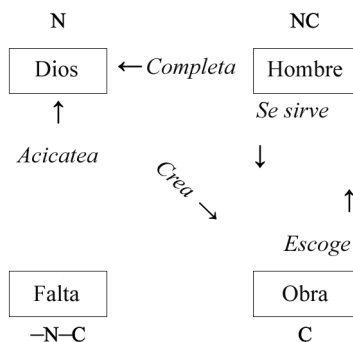 N NC
Dios ← Completa Hombre
↑ Se sirve
Acicatea ↓
Crea ↑
↘ Escoge
Falta Obra
–N–C C